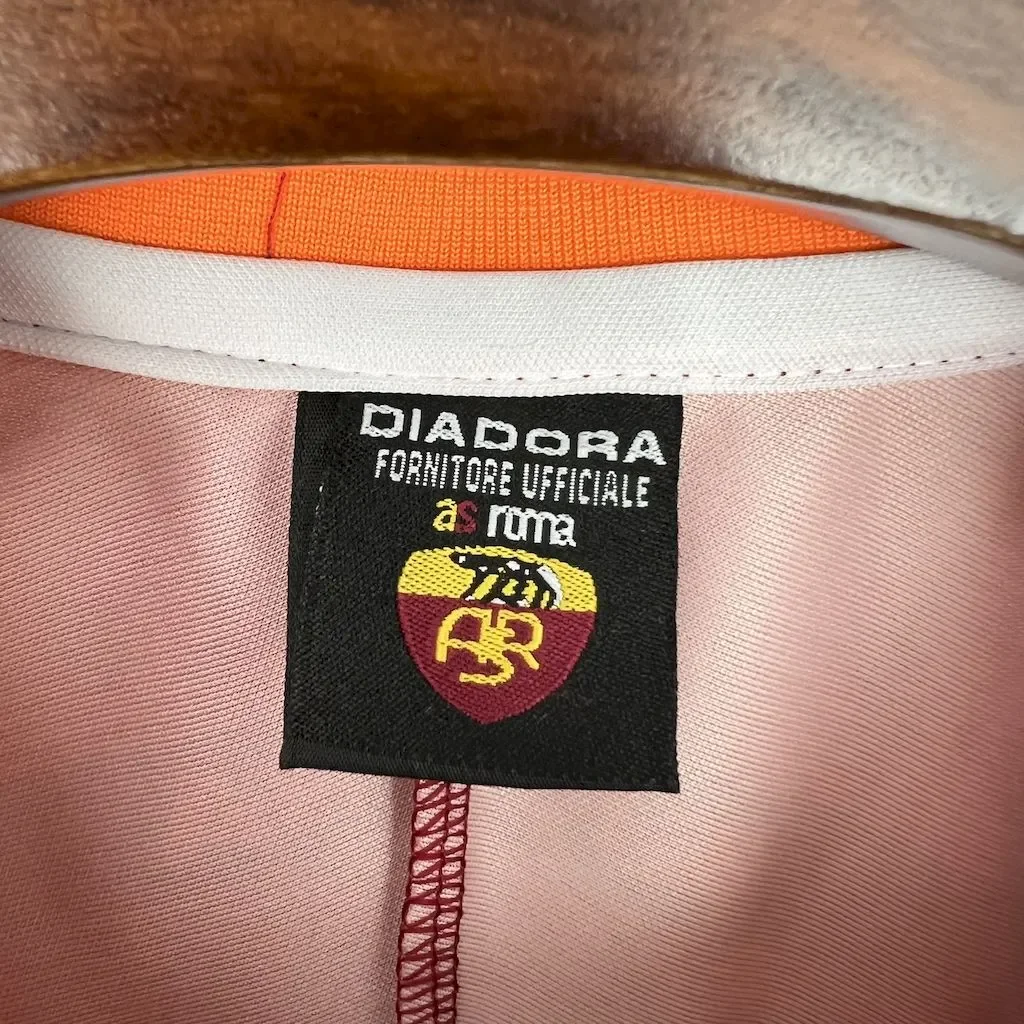 DIADORA
FORNITORE UFFICIALE
as roma
ASR